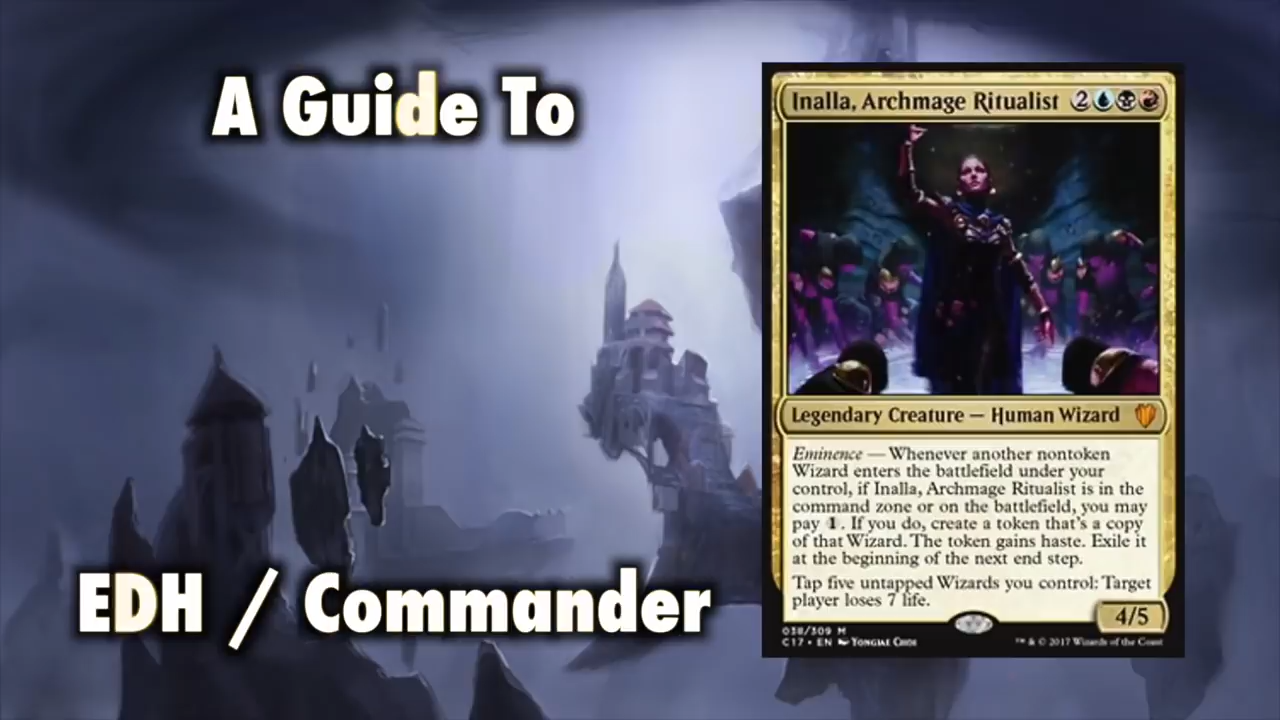 A Guide To
EDH / Commander
Inalla, Archmage Ritualist 2
Legendary Creature — Human Wizard
Eminence — Whenever another nontoken
Wizard enters the battlefield under your
control, if Inalla, Archmage Ritualist is in the
command zone or on the battlefield, you may
pay 1. If you do, create a token that's a copy
of that Wizard. The token gains haste. Exile it
at the beginning of the next end step.
Tap five untapped Wizards you control: Target
player loses 7 life.
4/5
038/309 M
C17 • EN Yongjae Choi
™ & © 2017 Wizards of the Coast